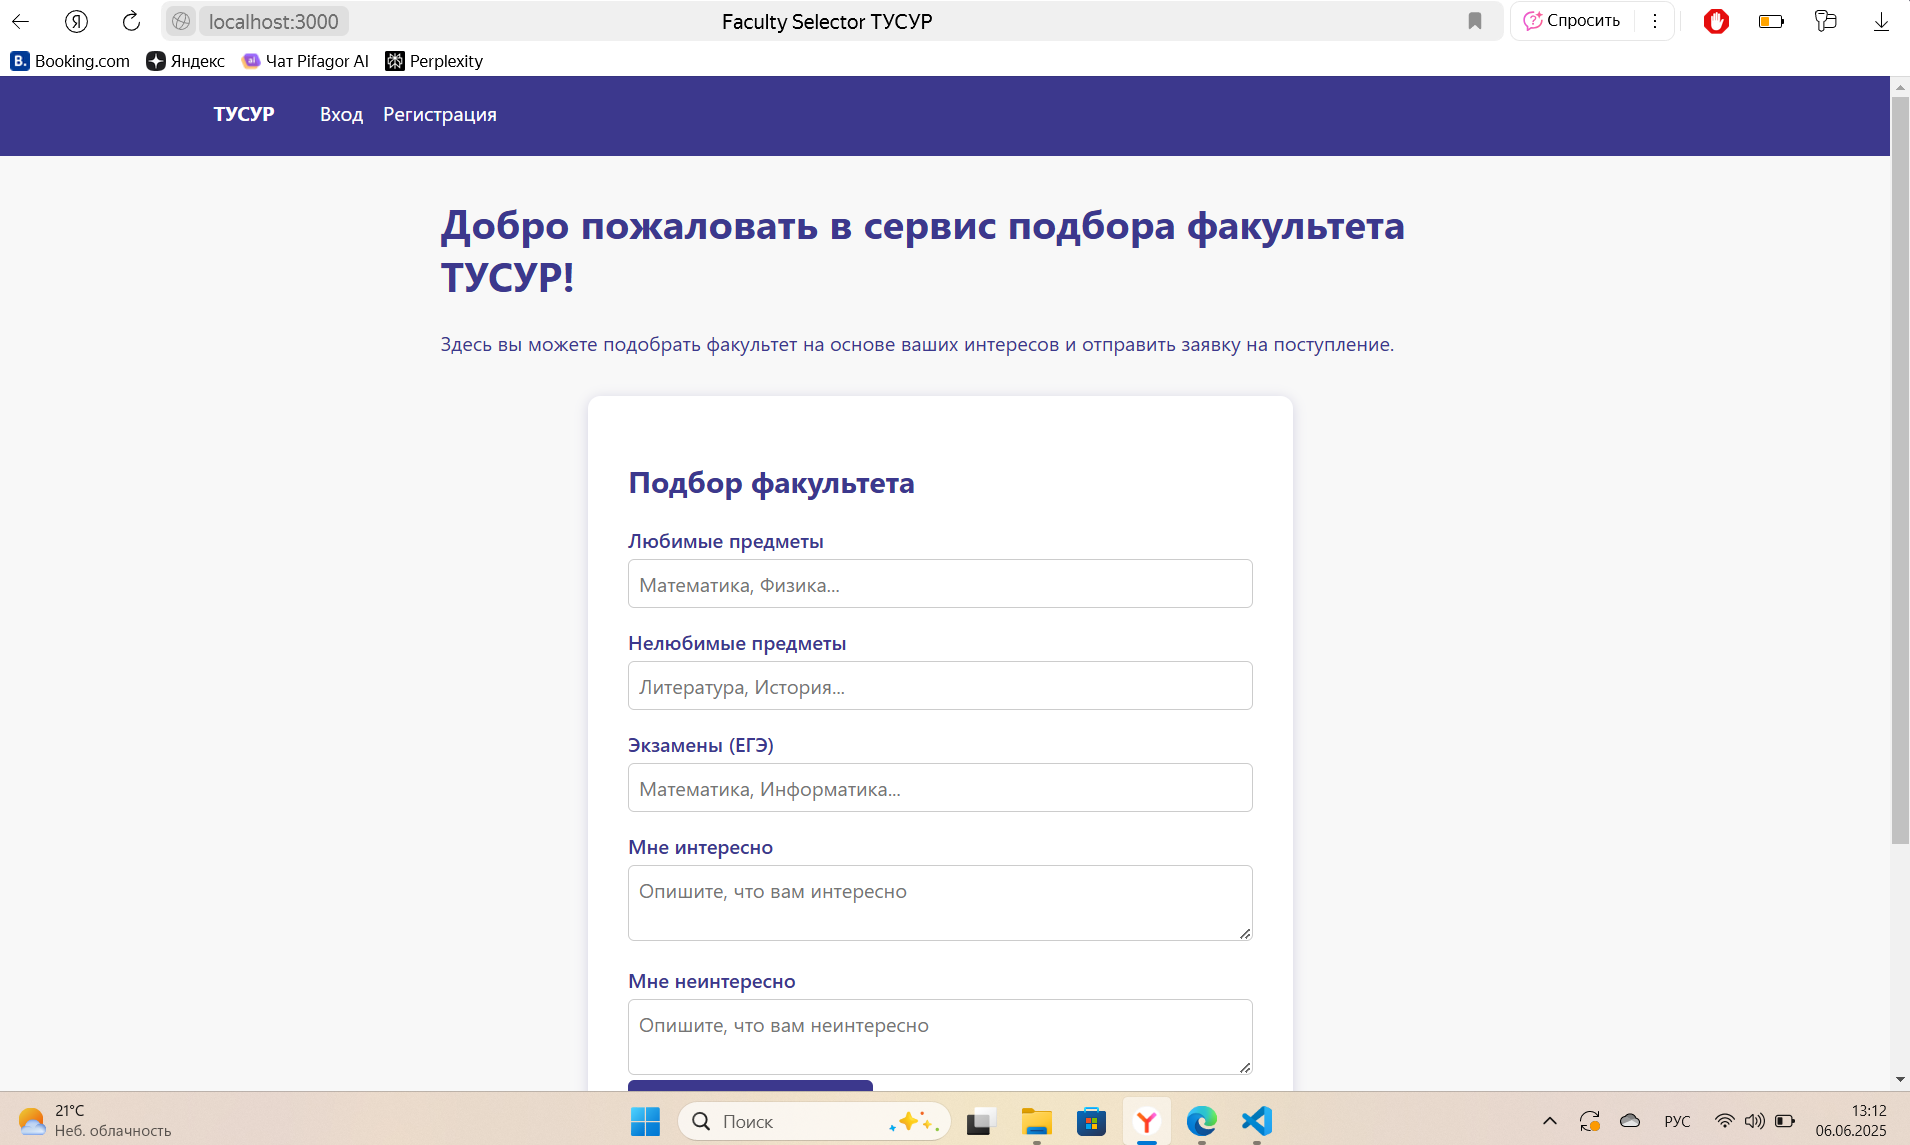 localhost:3000
Faculty Selector ТУСУР
Спросить
Booking.com
Яндекс
Чат Pifagor AI
Perplexity
ТУСУР
Вход
Регистрация
Добро пожаловать в сервис подбора факультета
ТУСУР!
Здесь вы можете подобрать факультет на основе ваших интересов и отправить заявку на поступление.
Подбор факультета
Любимые предметы
Математика, Физика...
Нелюбимые предметы
Литература, История...
Экзамены (ЕГЭ)
Математика, Информатика...
Мне интересно
Опишите, что вам интересно
Мне неинтересно
Опишите, что вам неинтересно
21°C
Неб. облачность
Поиск
РУС
13:12
06.06.2025